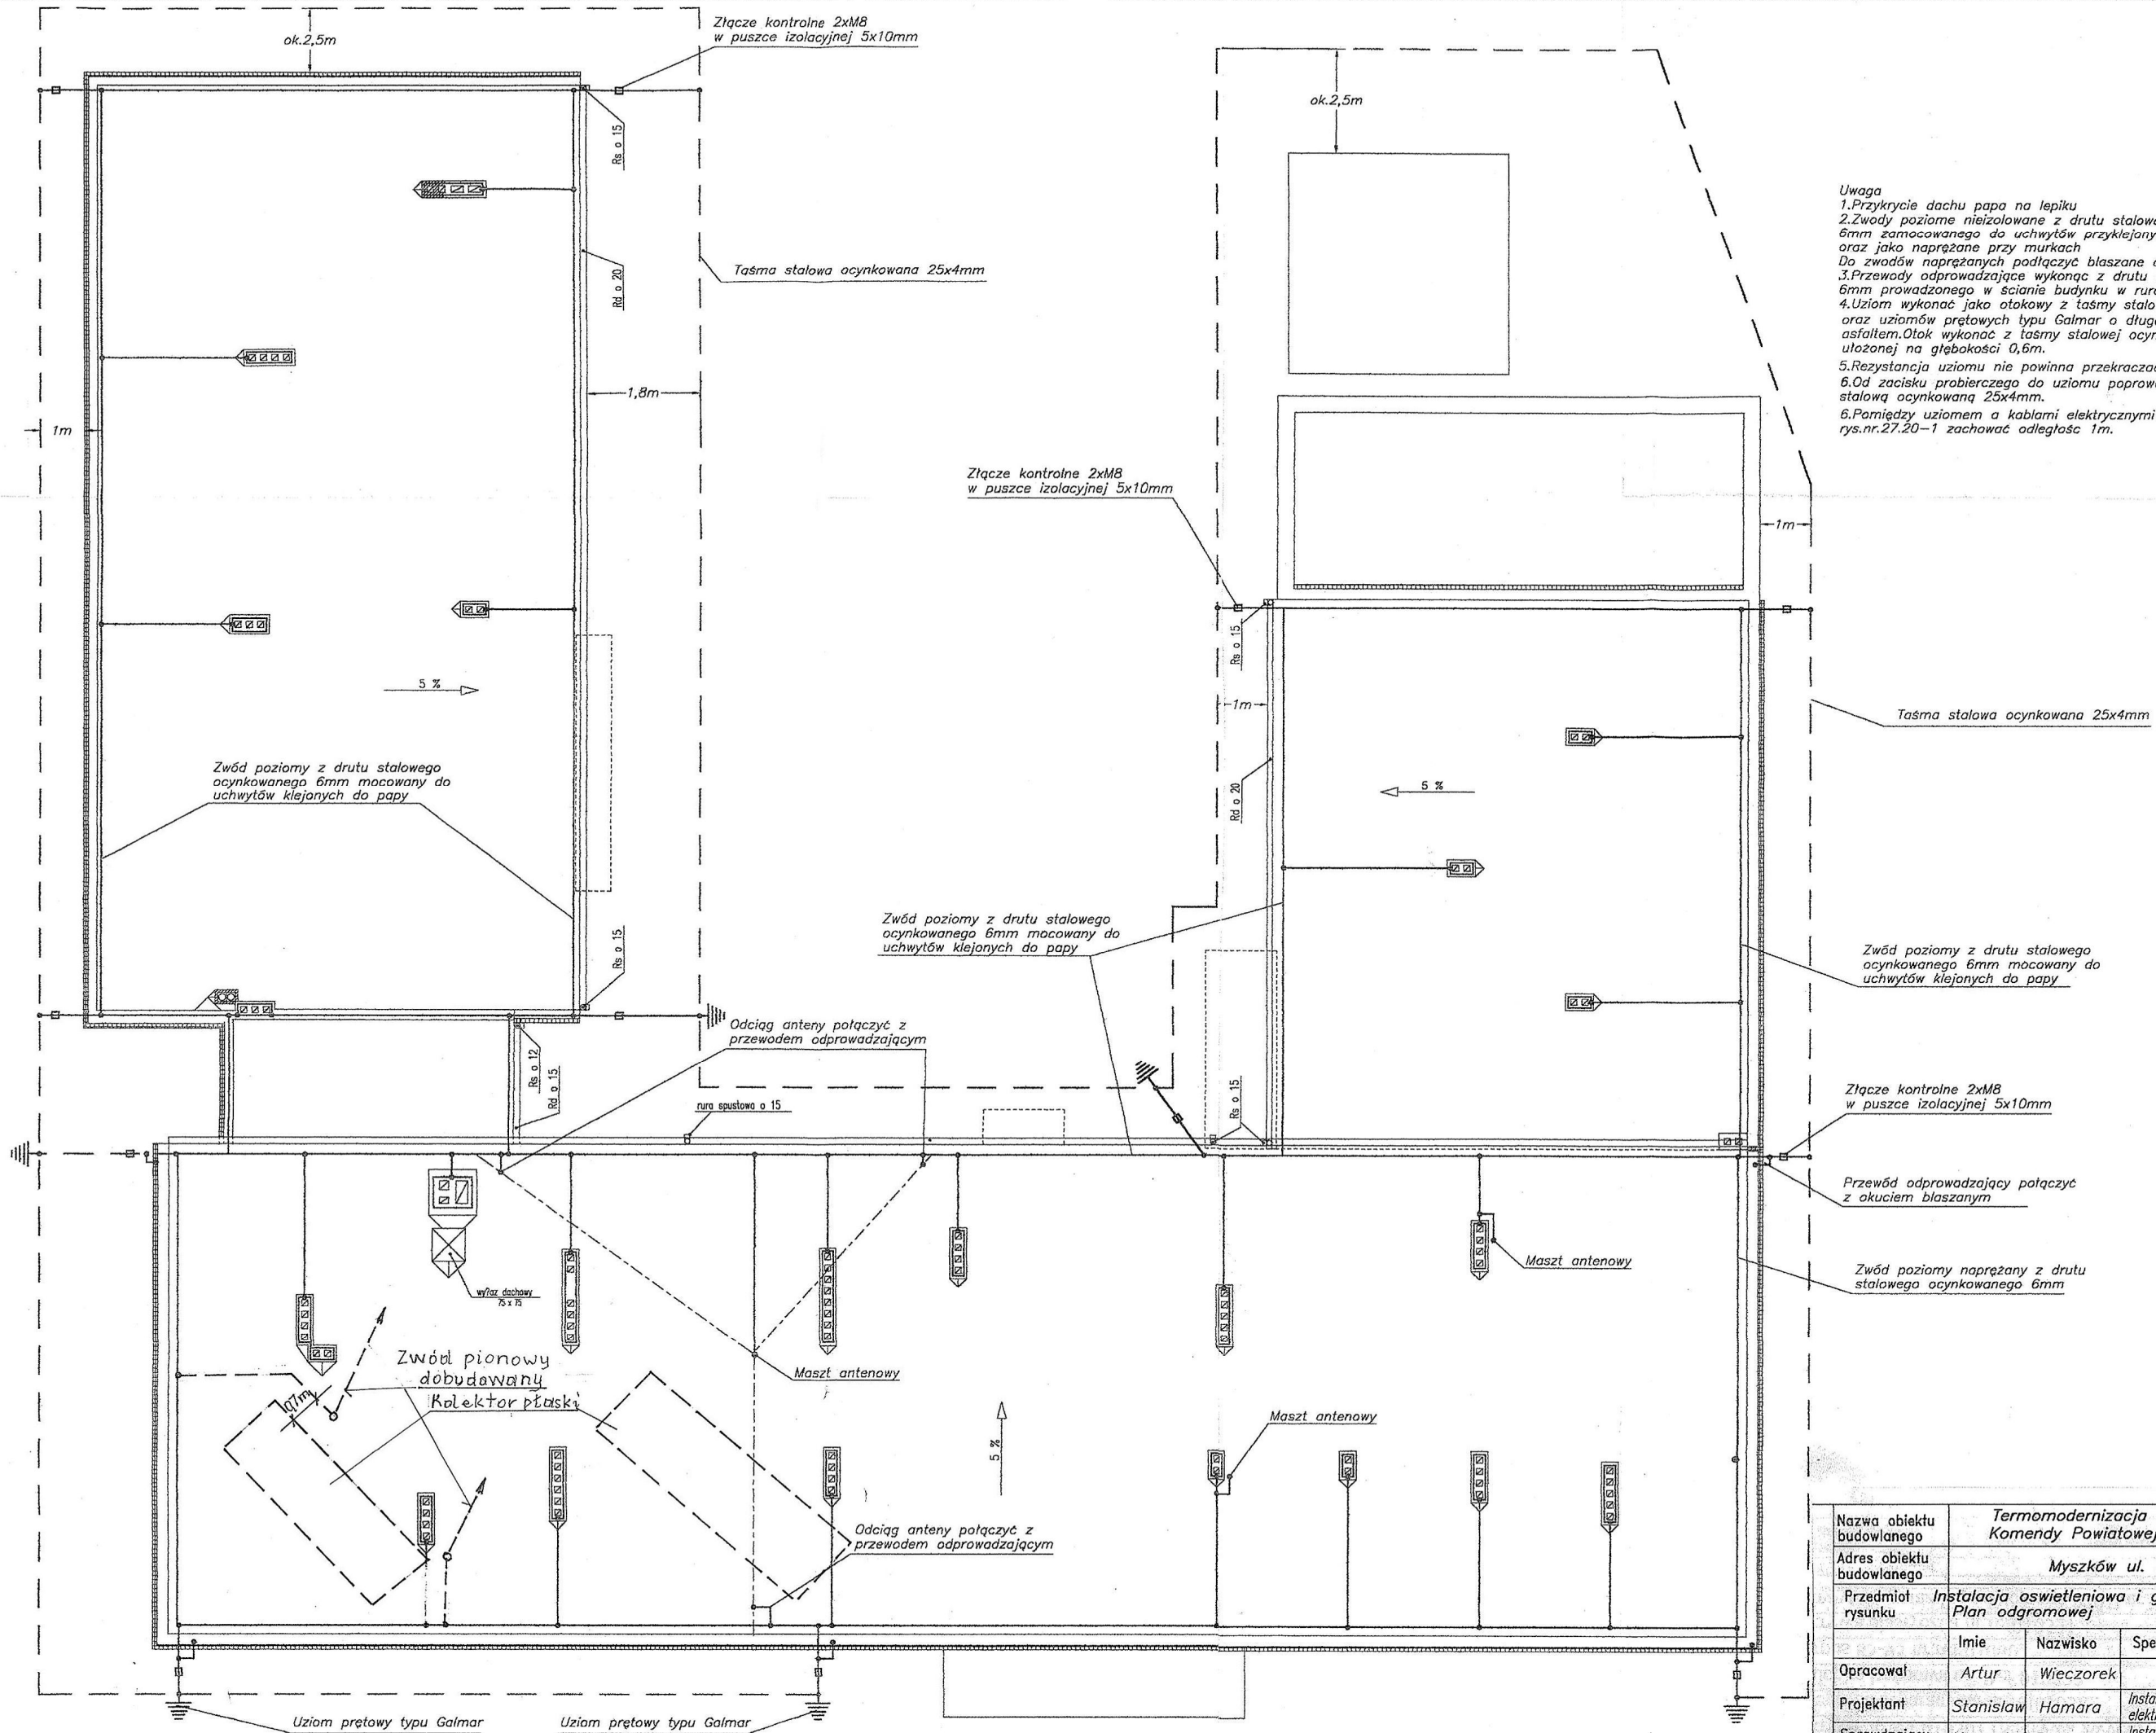 ok.2,5m
Złącze kontrolne 2xM8
w puszce izolacyjnej 5x10mm
Rs o 15
Rd o 20
Taśma stalowa ocynkowana 25x4mm
1,8m
1m
5 %
Zwód poziomy z drutu stalowego
ocynkowanego 6mm mocowany do
uchwytów klejonych do papy
Rs o 15
ok.2,5m
Uwaga
1.Przykrycie dachu papa na lepiku
2.Zwody poziome nieizolowane z drutu
6mm zamocowanego do uchwytów
oraz jako naprężane przy murkach
Do zwodów naprężanych podłączyć blaszane
3.Przewody odprowadzające wykonąc z drutu
6mm prowadzonego w ścianie budynku w
4.Uziom wykonać jako otokowy z taśmy
oraz uziomów prętowych typu Galmar o
asfaltem.Otok wykonać z taśmy stalowej
ułożonej na głębokości 0,6m.
5.Rezystancja uziomu nie powinna
6.Od zacisku probierczego do uziomu
stalową ocynkowaną 25x4mm.
6.Pomiędzy uziomem a kablami elektrycznymi
rys.nr.27.20-1 zachować odległośc 1m.
1m
Złącze kontrolne 2xM8
w puszce izolacyjnej 5x10mm
Rs o 15
1m
Rd o 20
5 %
Taśma stalowa ocynkowana 25x4mm
Zwód poziomy z drutu stalowego
ocynkowanego 6mm mocowany do
uchwytów klejonych do papy
Zwód poziomy z drutu stalowego
ocynkowanego 6mm mocowany do
uchwytów klejonych do papy
Odciąg anteny połączyć z
przewodem odprowadzającym
Rs o 12
Rd o 15
rura spustowa o 15
Rs o 15
Złącze kontrolne 2xM8
w puszce izolacyjnej 5x10mm
Przewód odprowadzający połączyć
z okuciem blaszanym
Zwód poziomy naprężany z drutu
stalowego ocynkowanego 6mm
wy?az dachowy
75 x 75
Maszt antenowy
Zwód pionowy
dobudowany
Kolektor płaski
0,7m
Maszt antenowy
Maszt antenowy
5 %
Odciąg anteny połączyć z
przewodem odprowadzającym
Uziom prętowy typu Galmar
Uziom prętowy typu Galmar
Nazwa obiektu
budowlanego
Termomodernizacja
Komendy Powiatowej
Adres obiektu
budowlanego
Myszków ul.
Przedmiot
rysunku
Instalacja oswietleniowa i
Plan odgromowej
Imie Nazwisko
Opracował Artur Wieczorek
Projektant Stanisław Hamara